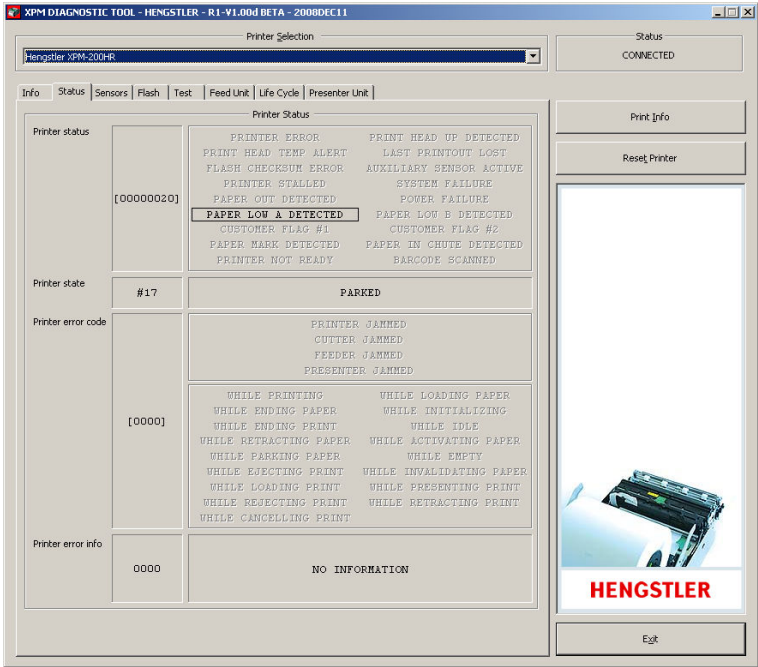 XPM DIAGNOSTIC TOOL - HENGSTLER - R1-V1.00d BETA - 2008DEC11
Printer Selection
Hengstler XPM-200HR
Status
CONNECTED
Info Status Sensors Flash Test Feed Unit Life Cycle Presenter Unit
Printer Status
Printer status
[00000020]
PRINTER ERROR PRINT HEAD UP DETECTED
PRINT HEAD TEMP ALERT LAST PRINTOUT LOST
FLASH CHECKSUM ERROR AUXILIARY SENSOR ACTIVE
PRINTER STALLED SYSTEM FAILURE
PAPER OUT DETECTED POWER FAILURE
PAPER LOW A DETECTED PAPER LOW B DETECTED
CUSTOMER FLAG #1 CUSTOMER FLAG #2
PAPER MARK DETECTED PAPER IN CHUTE DETECTED
PRINTER NOT READY BARCODE SCANNED
Printer state
#17
PARKED
Printer error code
[0000]
PRINTER JAMMED
CUTTER JAMMED
FEEDER JAMMED
PRESENTER JAMMED
WHILE PRINTING WHILE LOADING PAPER
WHILE ENDING PAPER WHILE INITIALIZING
WHILE ENDING PRINT WHILE IDLE
WHILE RETRACTING PAPER WHILE ACTIVATING PAPER
WHILE PARKING PAPER WHILE EMPTY
WHILE EJECTING PRINT WHILE INVALIDATING PAPER
WHILE LOADING PRINT WHILE PRESENTING PRINT
WHILE REJECTING PRINT WHILE RETRACTING PRINT
WHILE CANCELLING PRINT
Printer error info
0000
NO INFORMATION
Print Info
Reset Printer
HENGSTLER
Exit